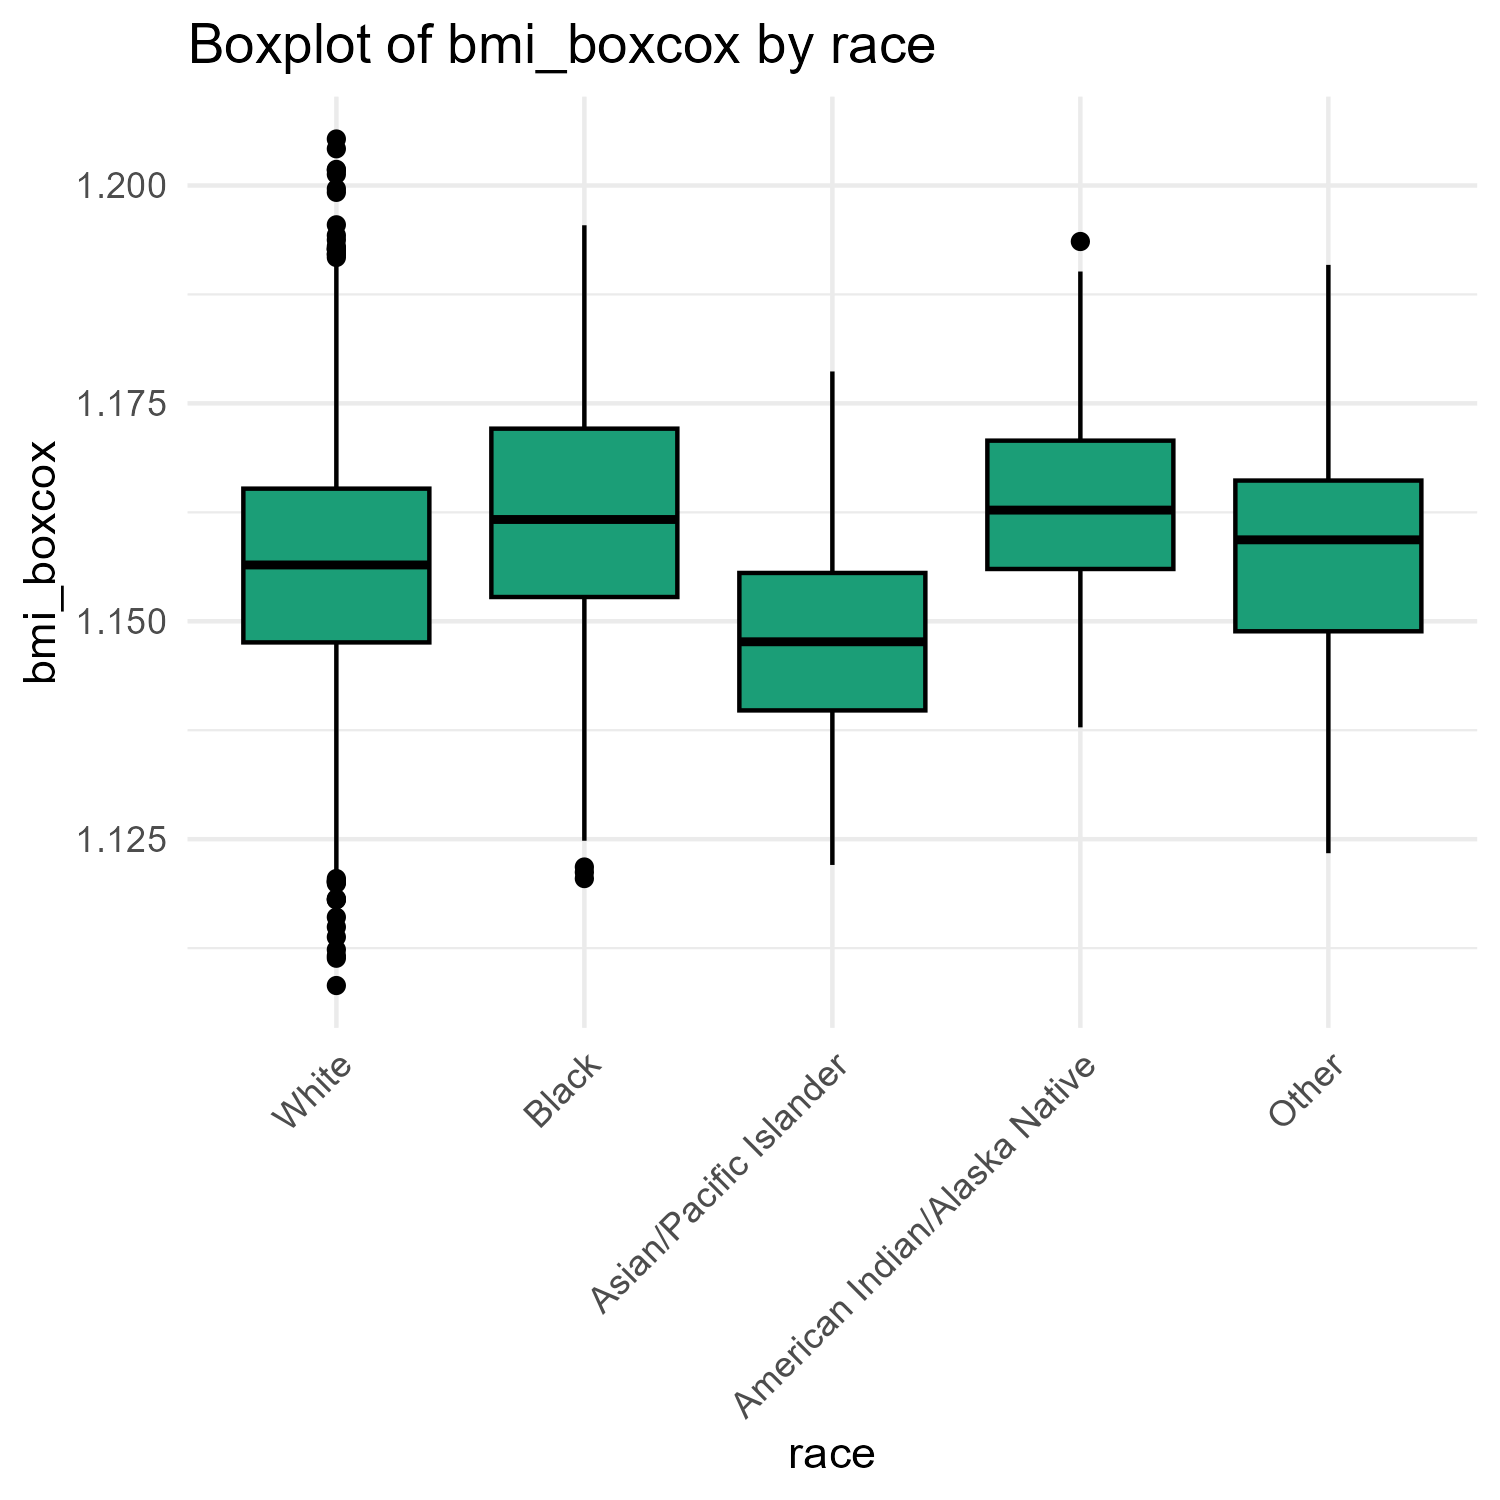 Boxplot of bmi_boxcox by race
bmi_boxcox
1.200
1.175
1.150
1.125
White
Black
Asian/Pacific Islander
American Indian/Alaska Native
Other
race